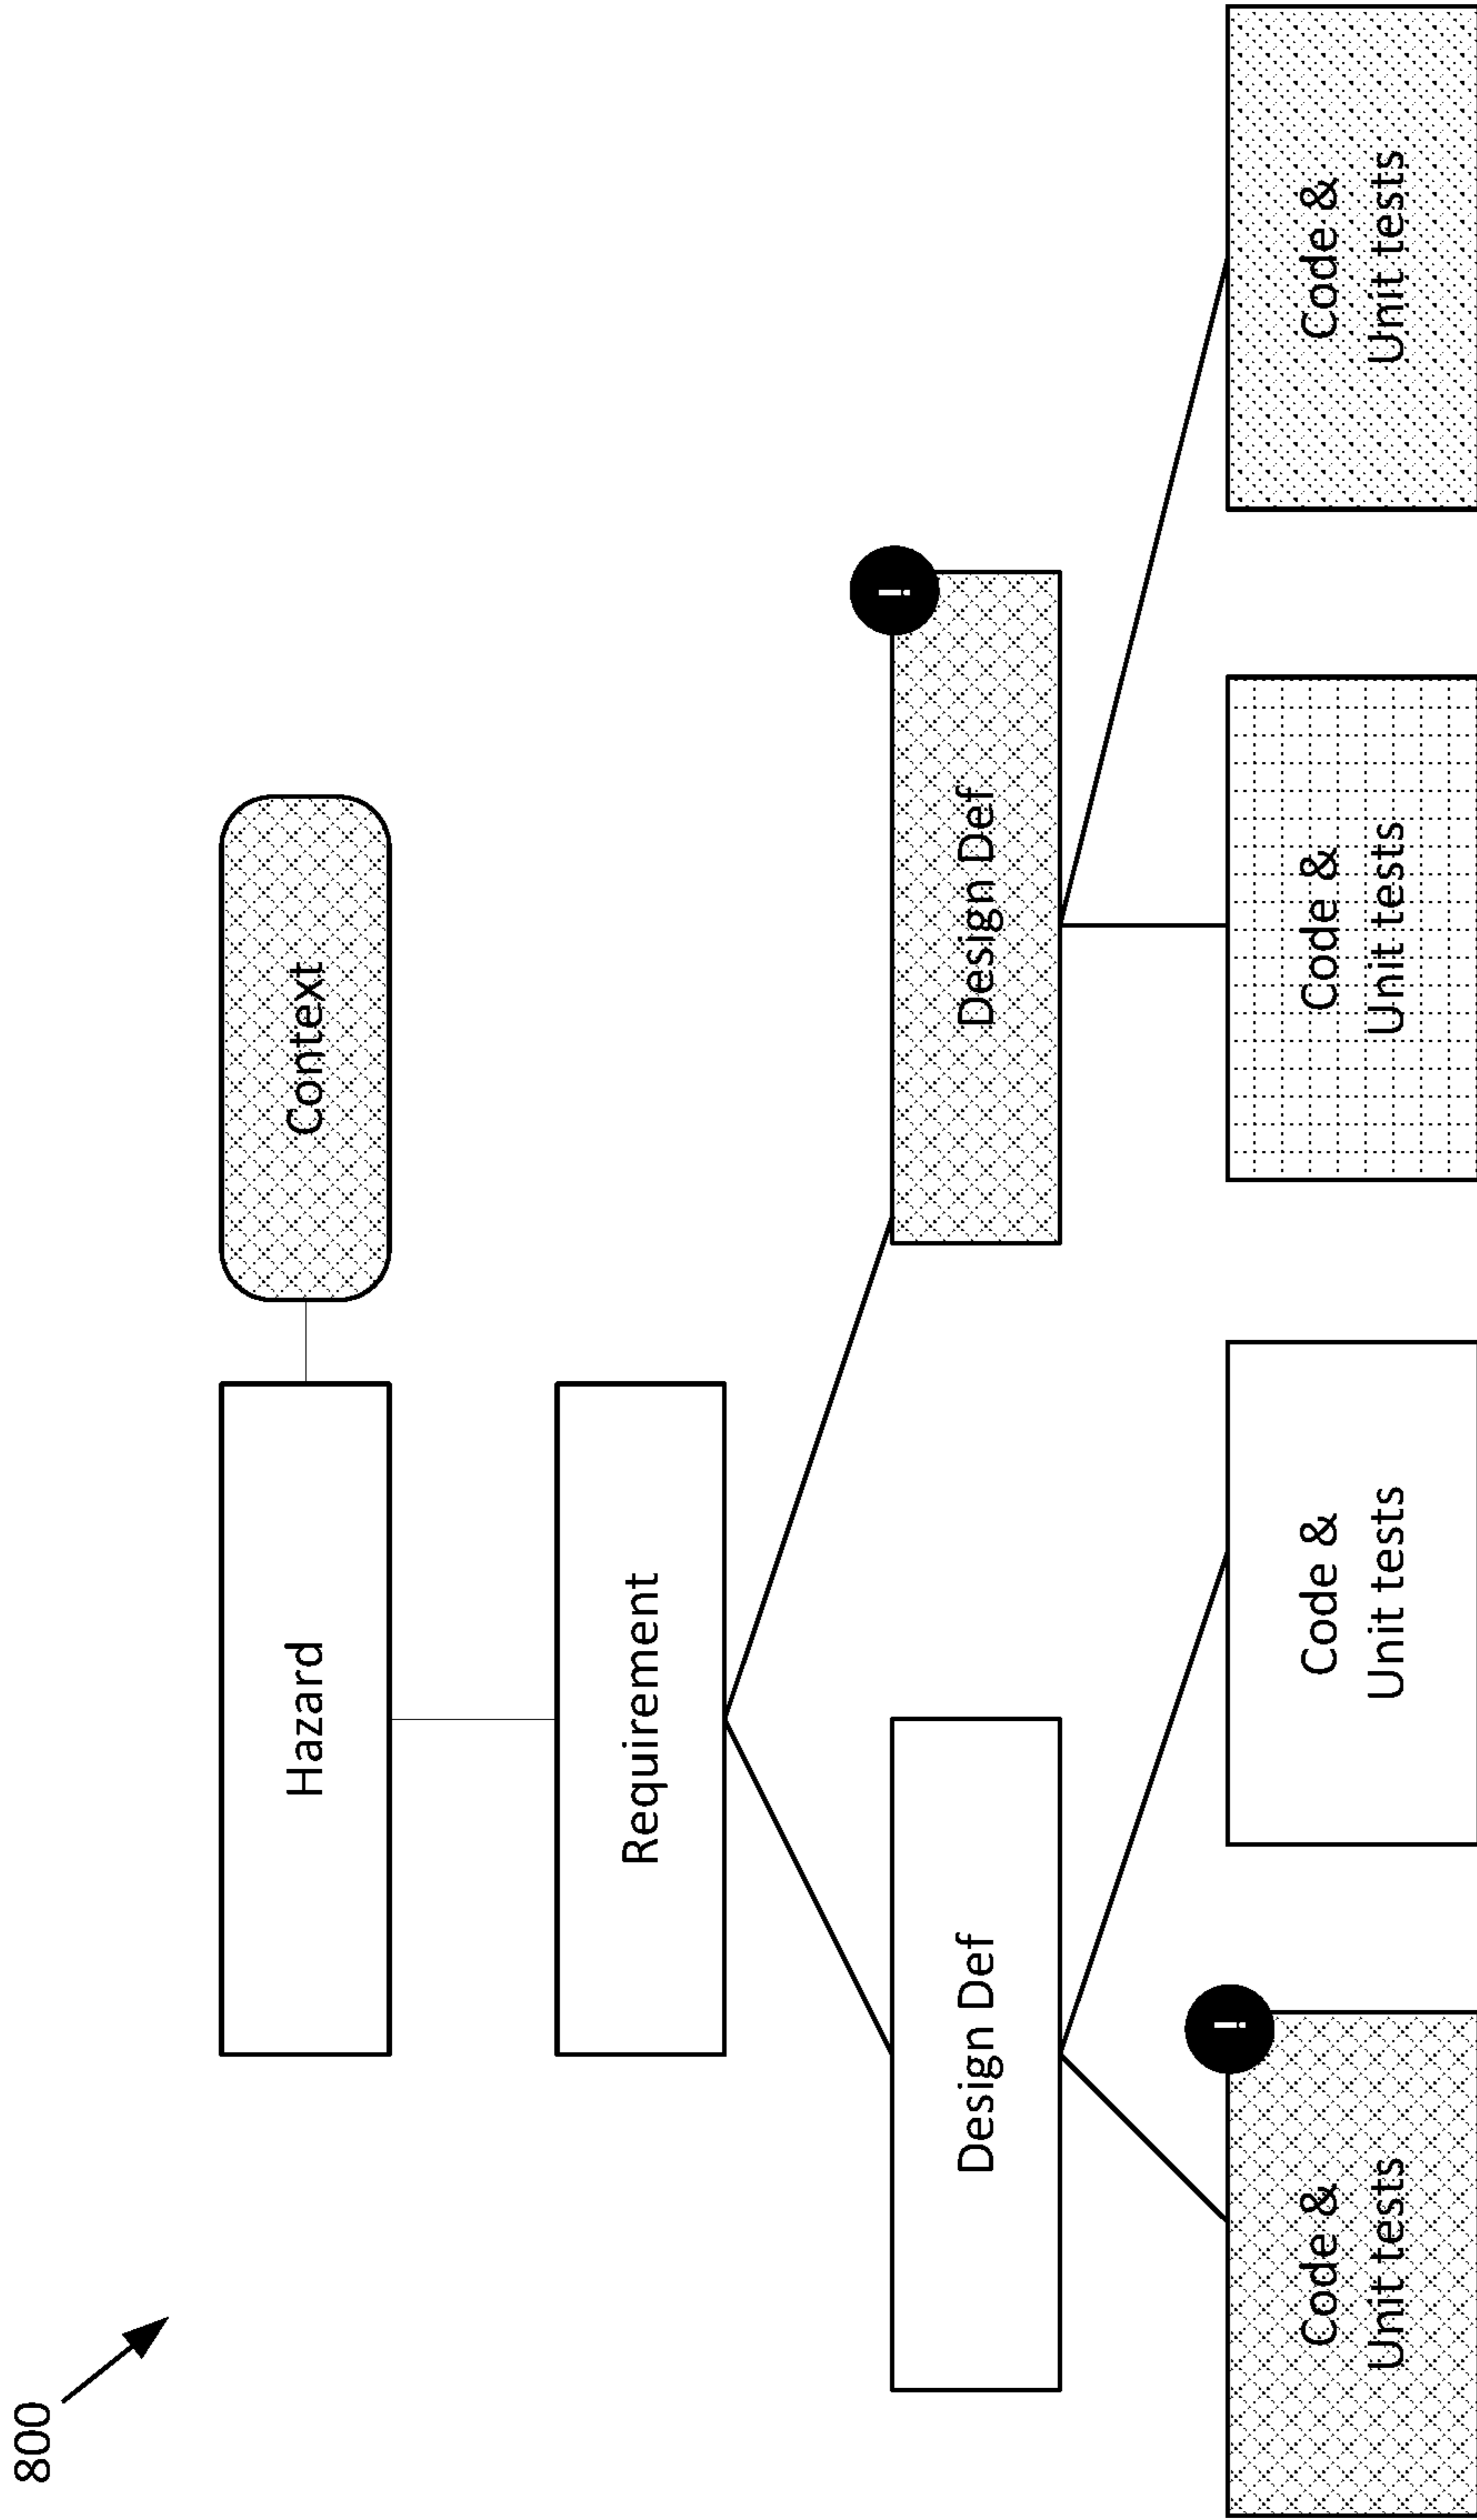 800
Hazard
Context
Requirement
Design Def
!
Design Def
!
Code &
Unit tests
Code &
Unit tests
Code &
Unit tests
Code &
Unit tests